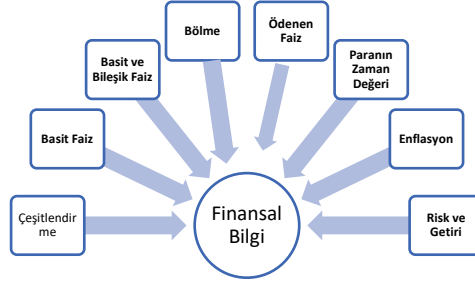 Bölme
Ödenen
Faiz
Basit ve
Bileşik Faiz
Paranın
Zaman
Değeri
Basit Faiz
Enflasyon
Çeşitlendir
me
Finansal
Bilgi
Risk ve
Getiri